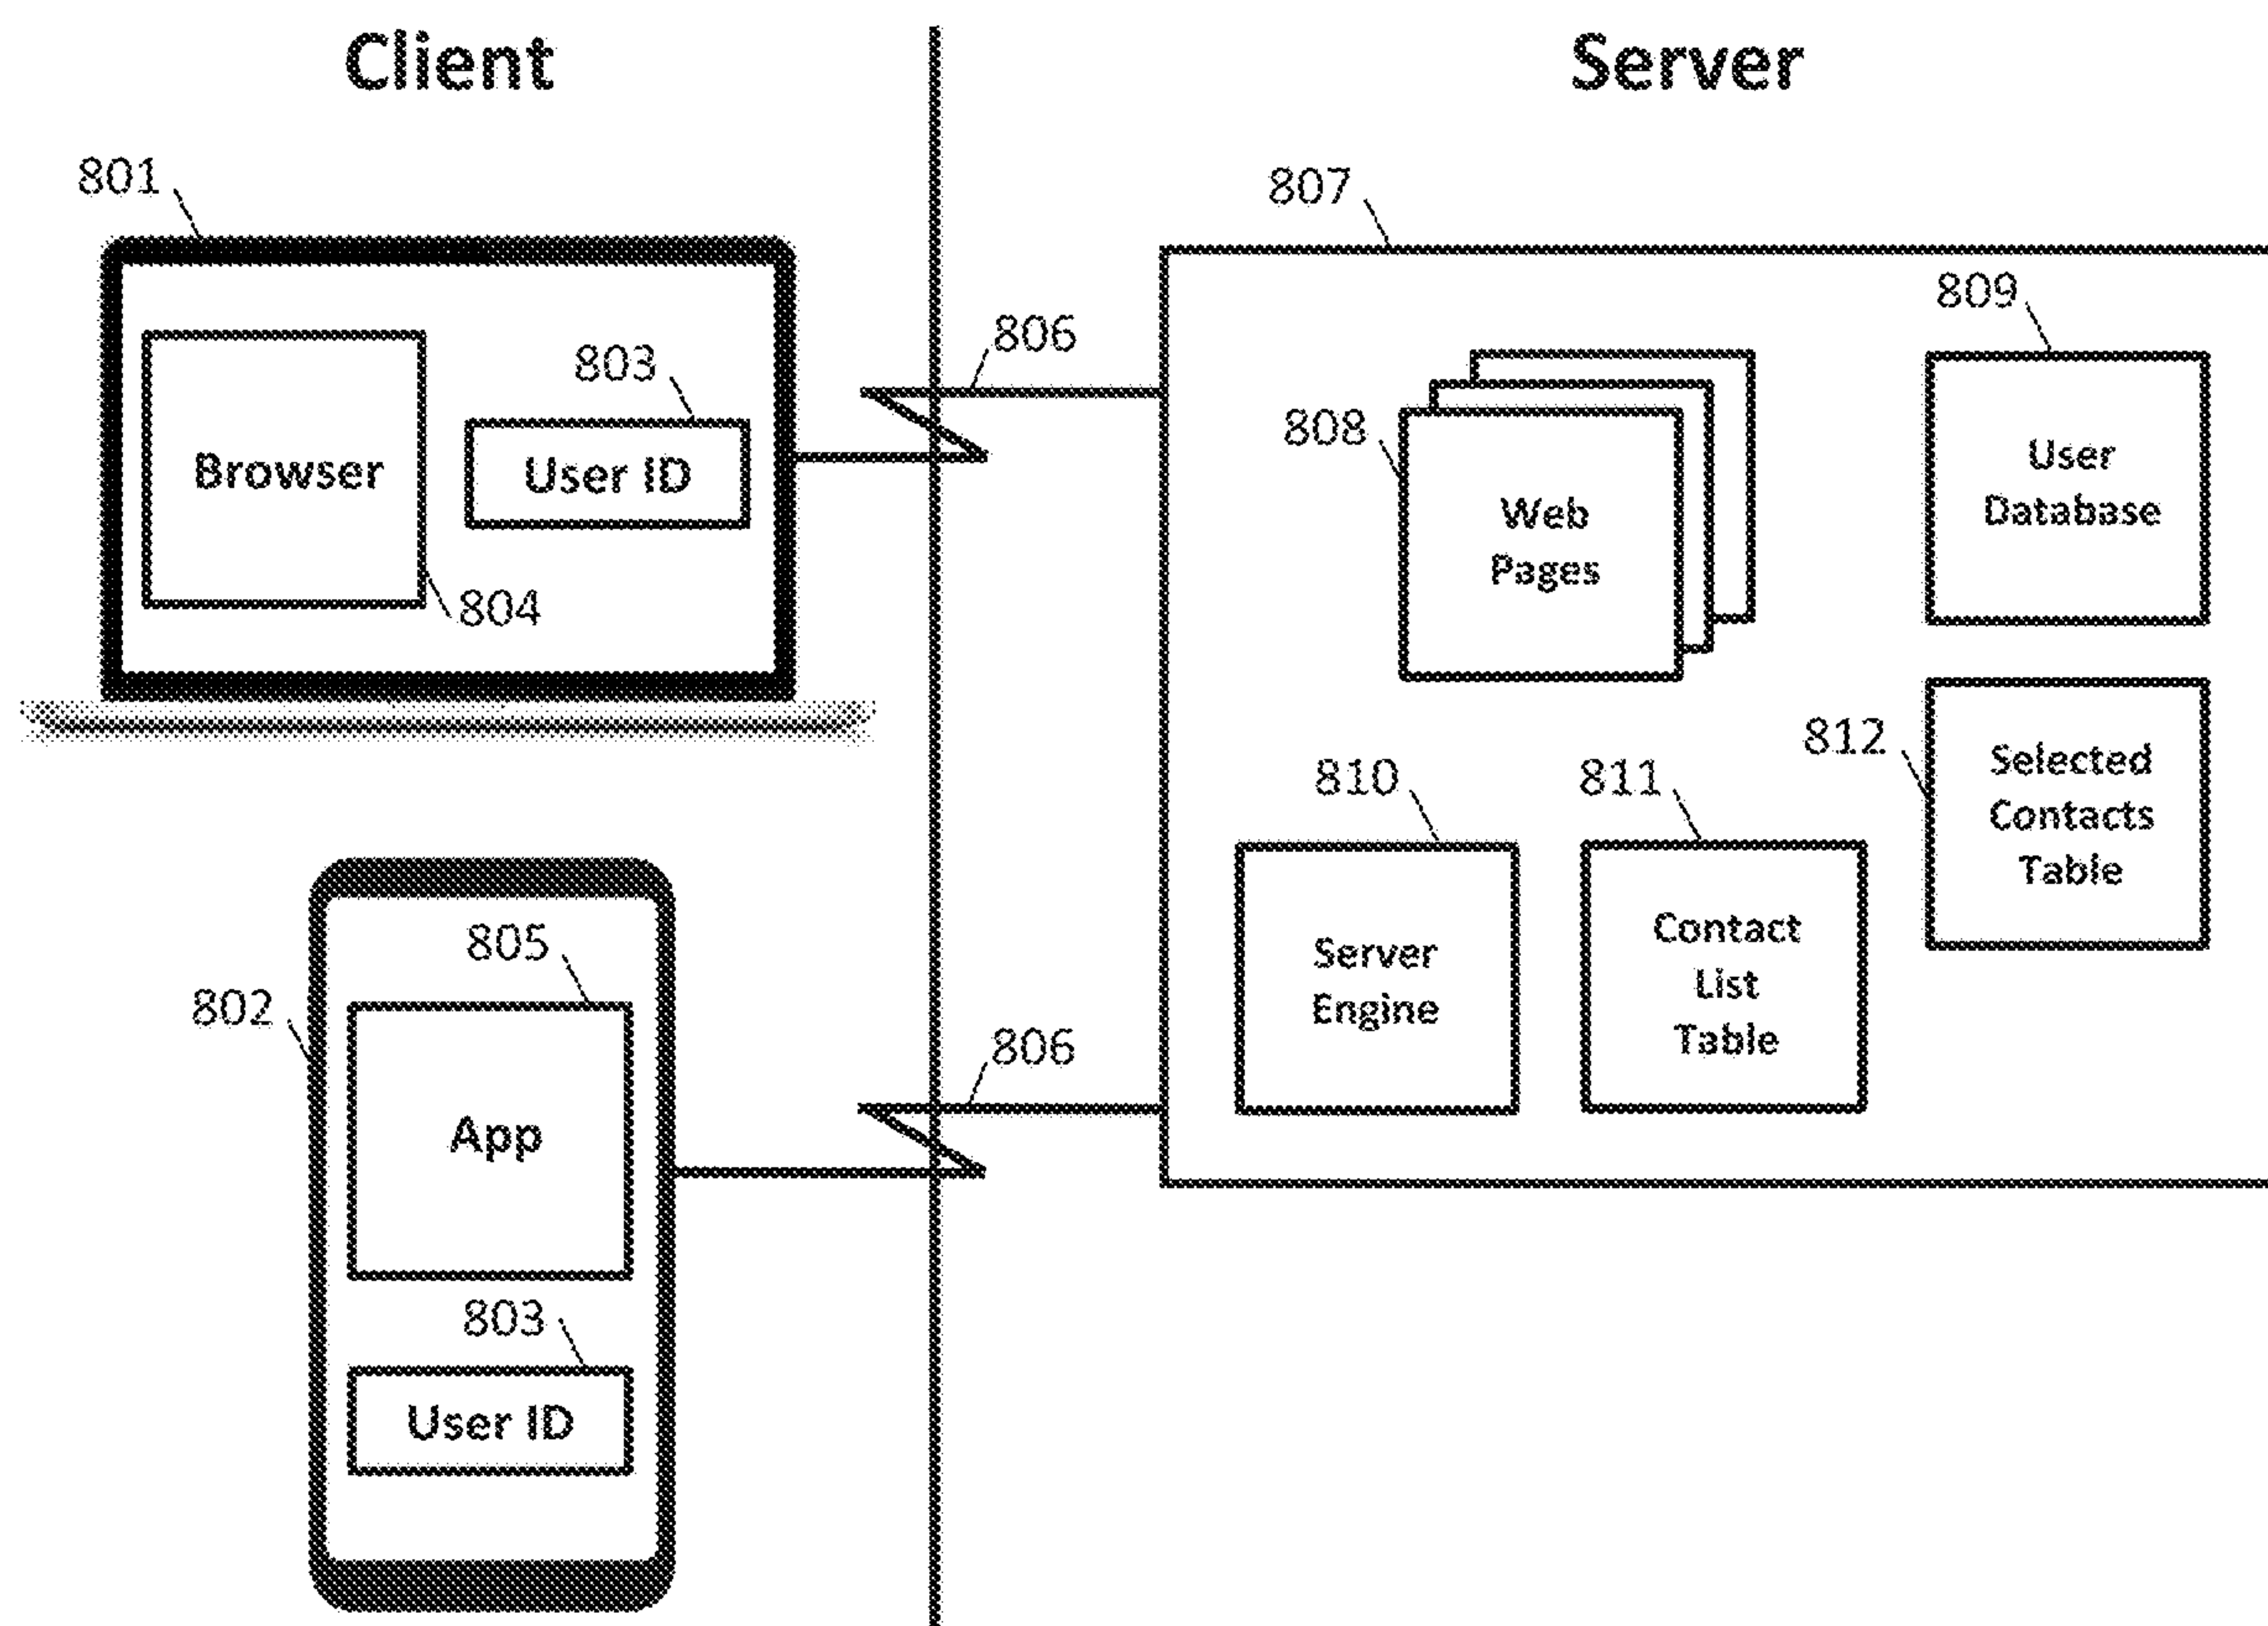 Client
Server
801
803
Browser
User ID
804
802
805
App
803
User ID
806
806
807
808
Web
Pages
809
User
Database
810
Server
Engine
811
Contact
List
Table
812
Selected
Contacts
Table